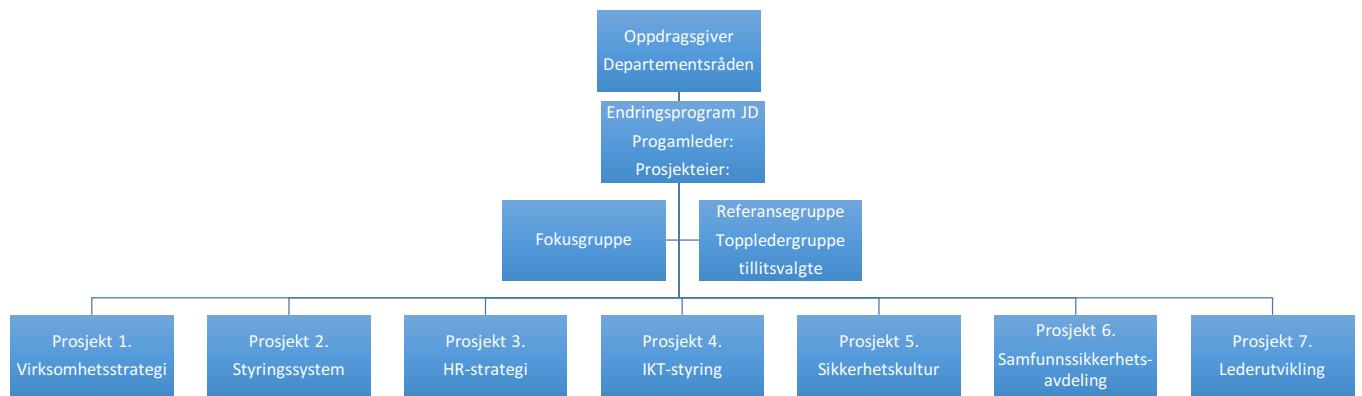 Oppdragsgiver
Departementsråden
Endringsprogram JD
Progamleder:
Prosjekteier:
Fokusgruppe
Referansegruppe
Toppledergruppe
tillitsvalgte
Prosjekt 1.
Virksomhetsstrategi
Prosjekt 2.
Styringssystem
Prosjekt 3.
HR-strategi
Prosjekt 4.
IKT-styring
Prosjekt 5.
Sikkerhetskultur
Prosjekt 6.
Samfunnssikkerhets-
avdeling
Prosjekt 7.
Lederutvikling